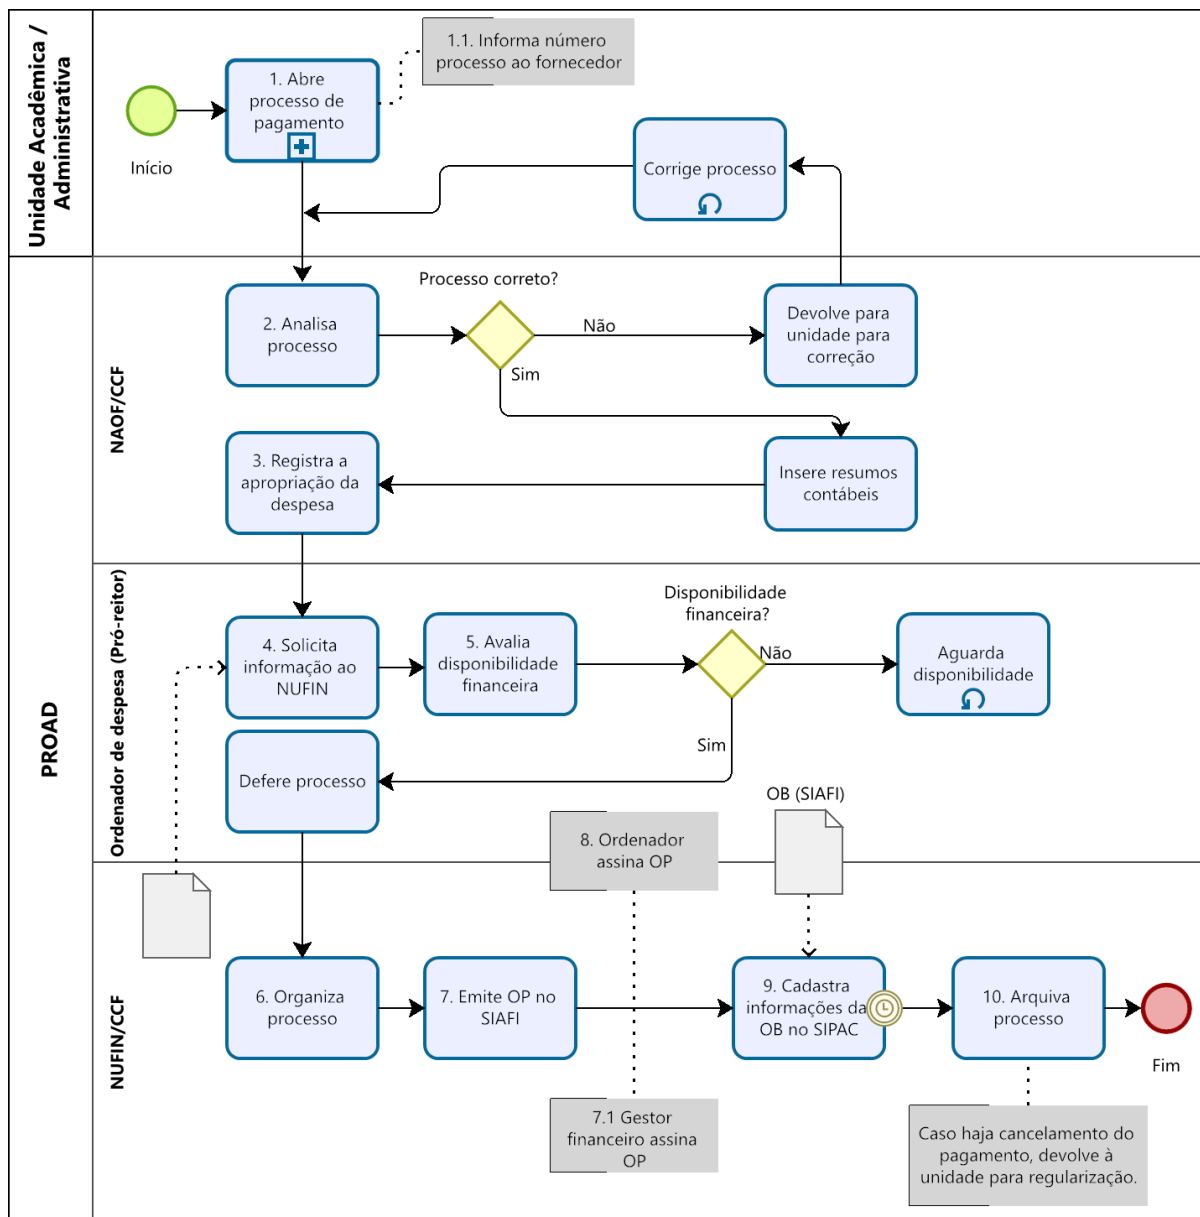 Unidade Acadêmica /
Administrativa
1.1. Informa número
processo ao fornecedor
1. Abre
processo de
pagamento
Início
Corrige processo
PROAD
NAOF/CCF
Processo correto?
2. Analisa
processo
Não
Devolve para
unidade para
correção
Sim
3. Registra a
apropriação da
despesa
Insere resumos
contábeis
Ordenador de despesa (Pró-reitor)
Disponibilidade
financeira?
4. Solicita
informação ao
NUFIN
5. Avalia
disponibilidade
financeira
Não
Aguarda
disponibilidade
Sim
Defere processo
OB (SIAFI)
8. Ordenador
assina OP
NUFIN/CCF
6. Organiza
processo
7. Emite OP no
SIAFI
9. Cadastra
informações da
OB no SIPAC
10. Arquiva
processo
Fim
7.1 Gestor
financeiro assina
OP
Caso haja cancelamento do
pagamento, devolve à
unidade para regularização.